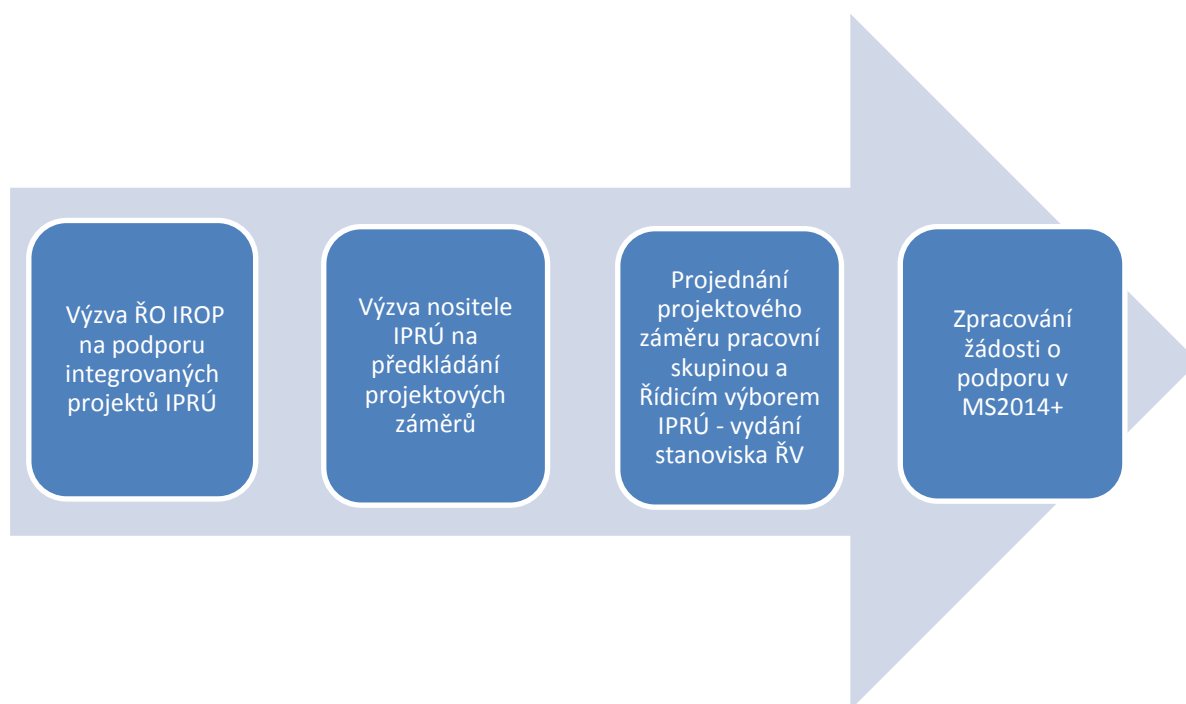 Výzva ŘO IROP
na podporu
integrovaných
projektů IPRÚ
Výzva nositele
IPRÚ na
předkládání
projektových
záměrů
Projednání
projektového
záměru pracovní
skupinou a
Řídicím výborem
IPRÚ - vydání
stanoviska ŘV
Zpracování
žádosti o
podporu v
MS2014+